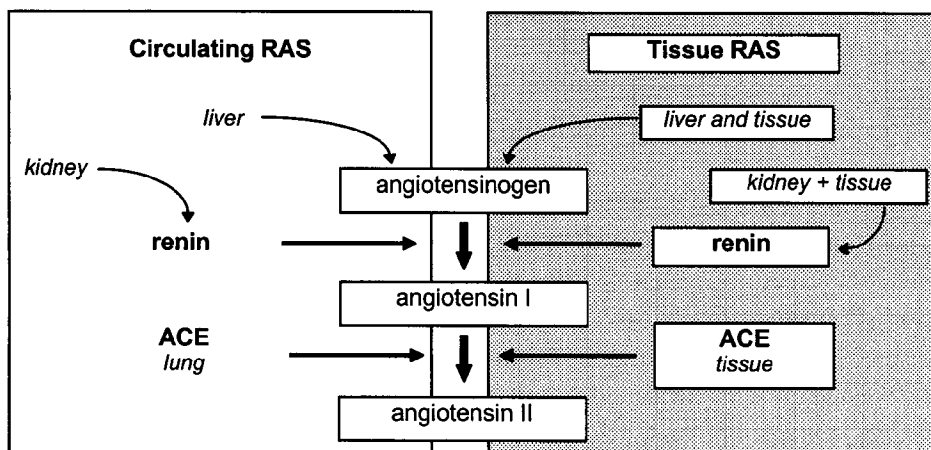 Circulating RAS
Tissue RAS
liver
liver and tissue
kidney
angiotensinogen
kidney + tissue
renin
renin
angiotensin I
ACE
lung
ACE
tissue
angiotensin II